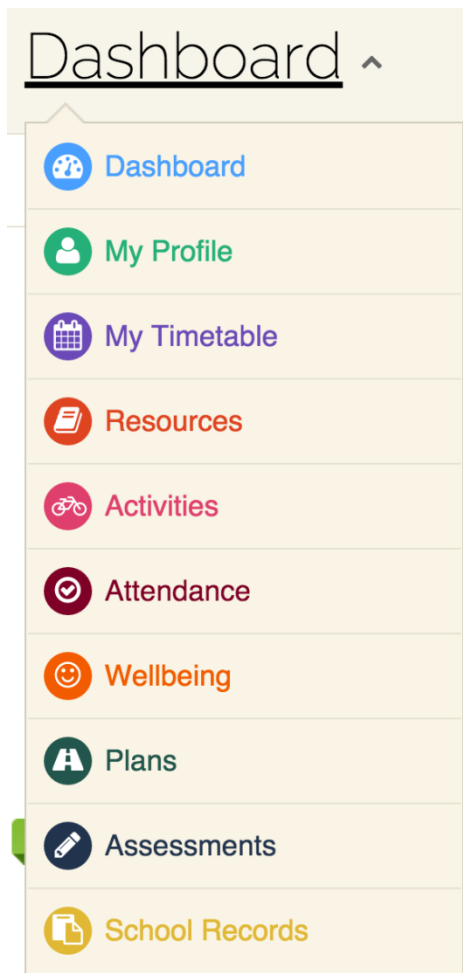 Dashboard
Dashboard
My Profile
My Timetable
Resources
Activities
Attendance
Wellbeing
Plans
Assessments
School Records